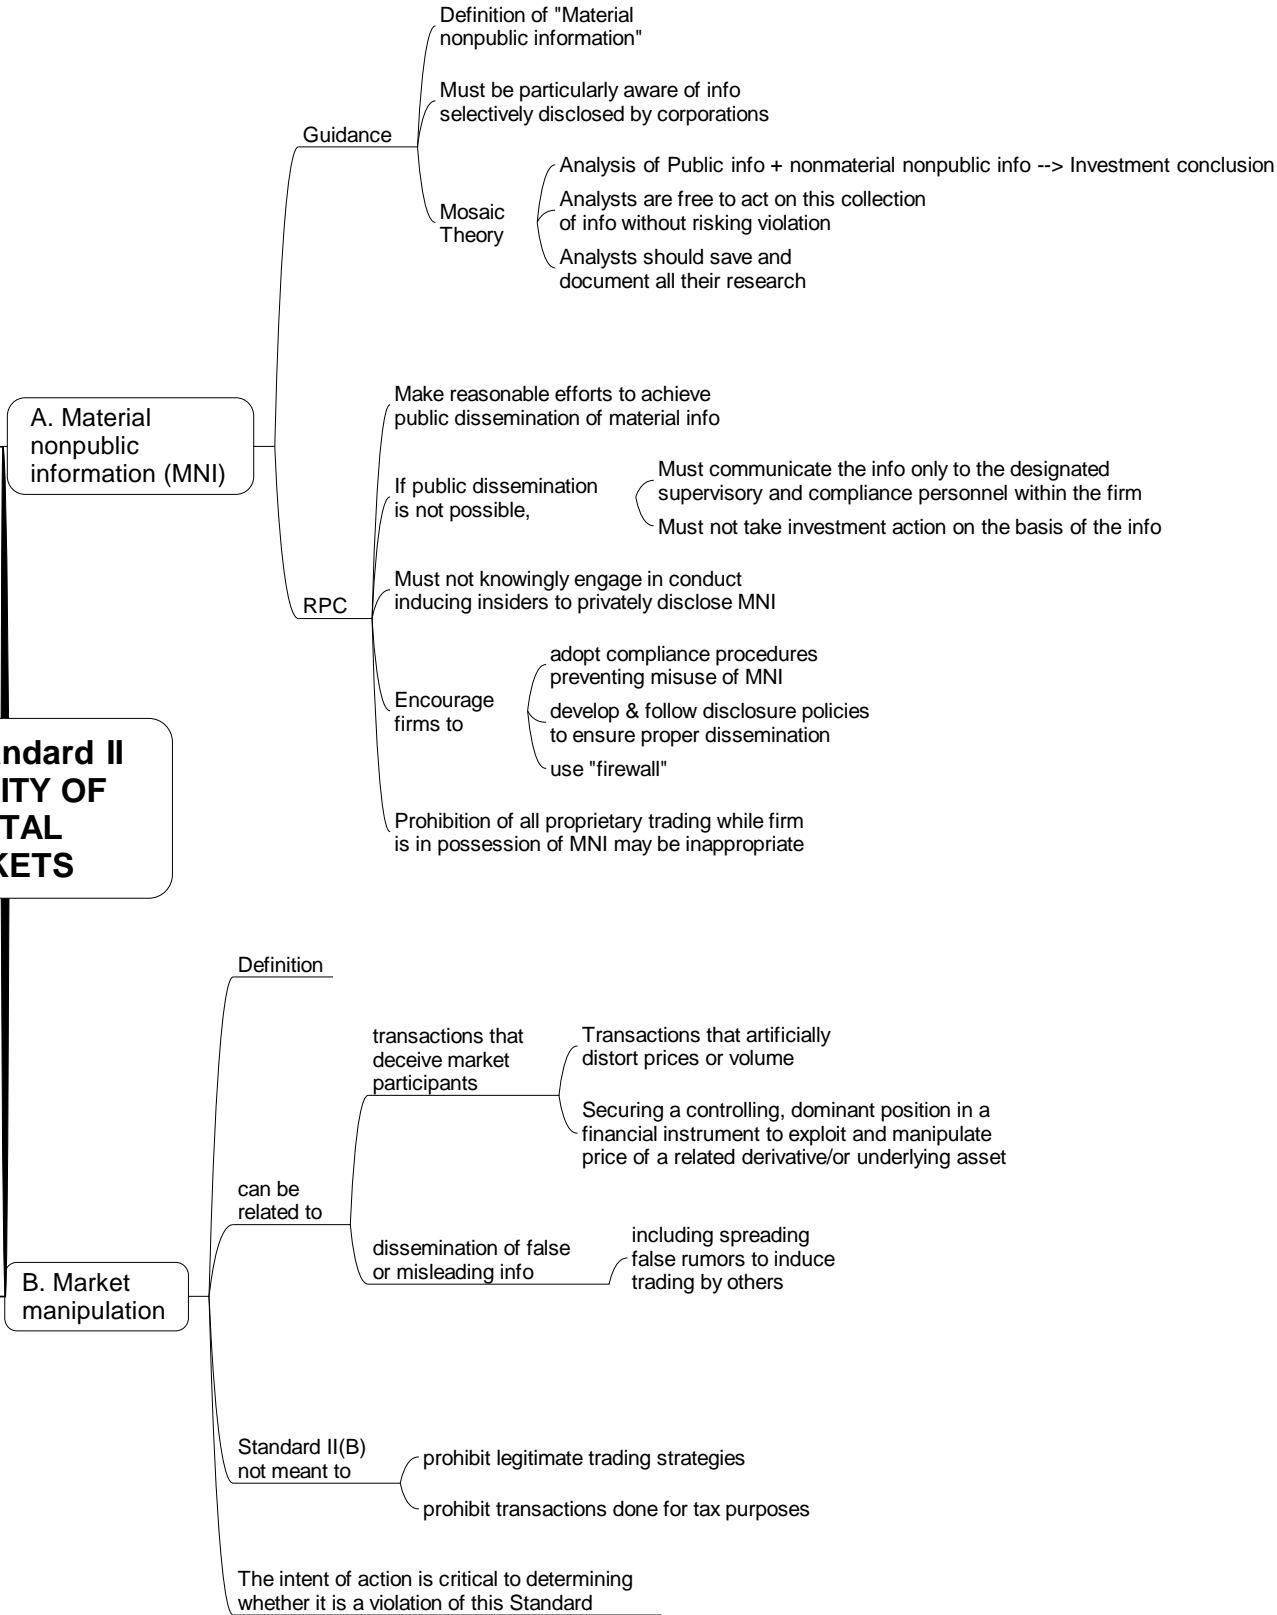 Definition of "Material
nonpublic information"
Must be particularly aware of info
selectively disclosed by corporations
Guidance
Analysis of Public info + nonmaterial nonpublic info --> Investment conclusion
Mosaic
Theory
Analysts are free to act on this collection
of info without risking violation
Analysts should save and
document all their research
A. Material
nonpublic
information (MNI)
Make reasonable efforts to achieve
public dissemination of material info
If public dissemination
is not possible,
Must communicate the info only to the designated
supervisory and compliance personnel within the firm
Must not take investment action on the basis of the info
RPC
Must not knowingly engage in conduct
inducing insiders to privately disclose MNI
Encourage
firms to
adopt compliance procedures
preventing misuse of MNI
develop & follow disclosure policies
to ensure proper dissemination
use "firewall"
Prohibition of all proprietary trading while firm
is in possession of MNI may be inappropriate
ndard II
ITY OF
TAL
KETS
Definition
transactions that
deceive market
participants
Transactions that artificially
distort prices or volume
Securing a controlling, dominant position in a
financial instrument to exploit and manipulate
price of a related derivative/or underlying asset
can be
related to
dissemination of false
or misleading info
including spreading
false rumors to induce
trading by others
B. Market
manipulation
Standard II(B)
not meant to
prohibit legitimate trading strategies
prohibit transactions done for tax purposes
The intent of action is critical to determining
whether it is a violation of this Standard